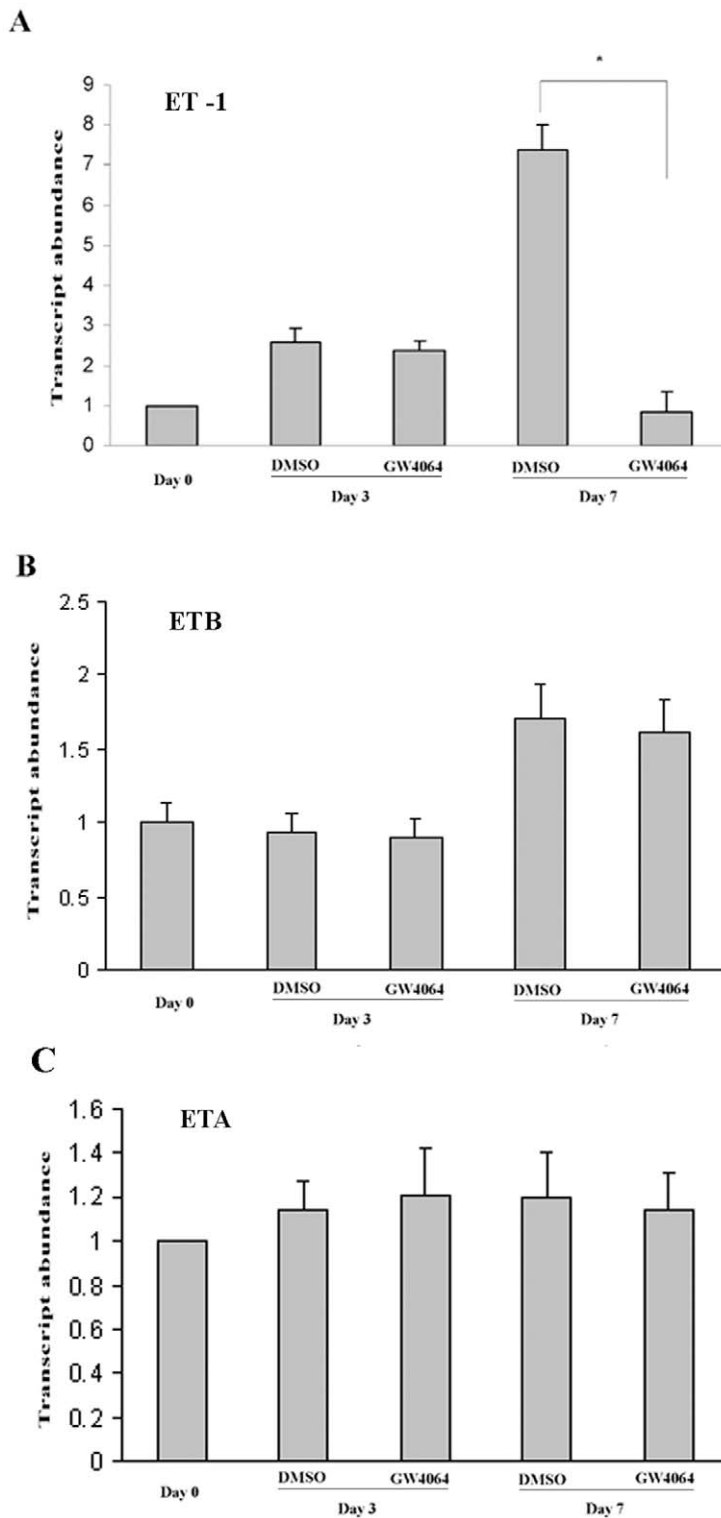 A
ET -1
*
Transcript abundance
9
8
7
6
5
4
3
2
1
0
Day 0
DMSO
GW4064
DMSO
GW4064
Day 3
Day 7
B
ETB
Transcript abundance
2.5
2
1.5
1
0.5
0
Day 0
DMSO
GW4064
DMSO
GW4064
Day 3
Day 7
C
ETA
Transcript abundance
1.6
1.4
1.2
1
0.8
0.6
0.4
0.2
0
Day 0
DMSO
GW4064
DMSO
GW4064
Day 3
Day 7